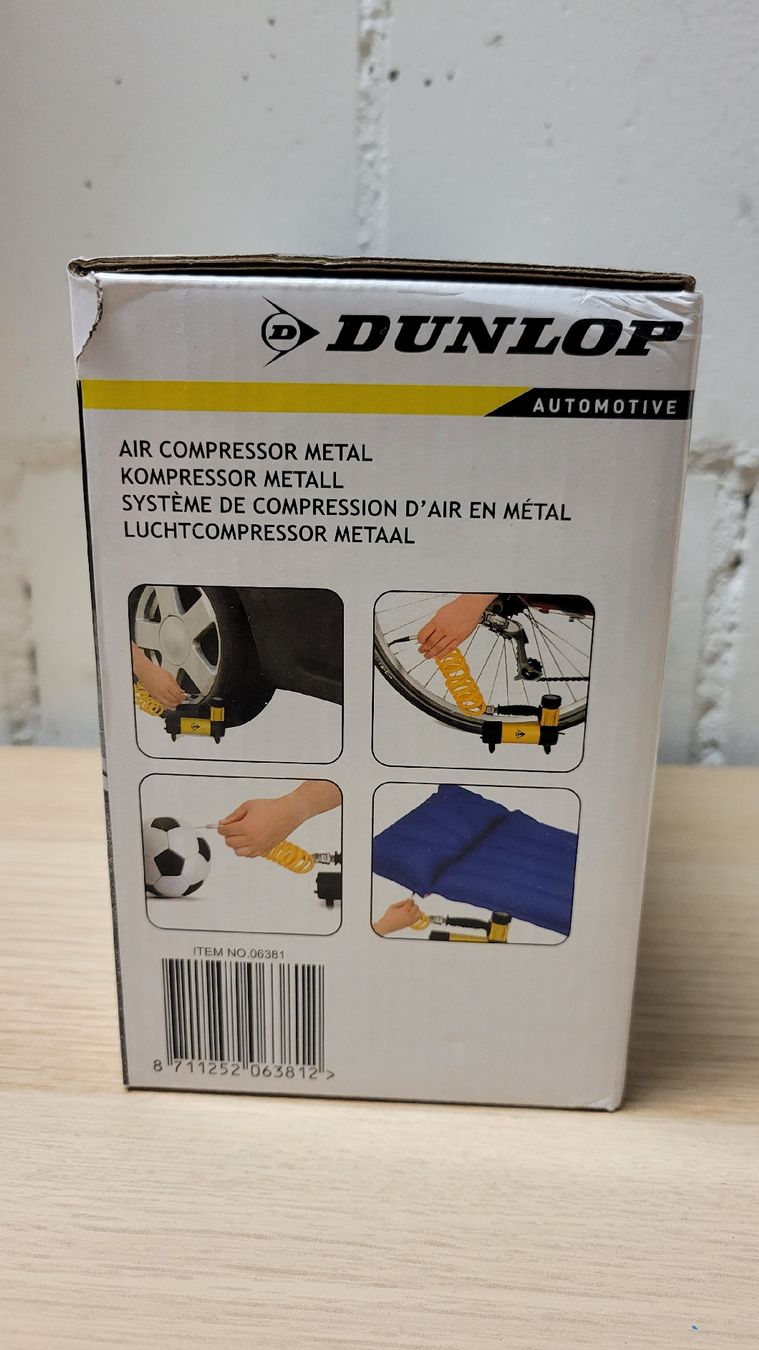 D DUNLOP
AUTOMOTIVE
AIR COMPRESSOR METAL
KOMPRESSOR METALL
SYSTÈME DE COMPRESSION D'AIR EN MÉTAL
LUCHTCOMPRESSOR METAAL
ITEM NO.06381
8 711252 063812 >